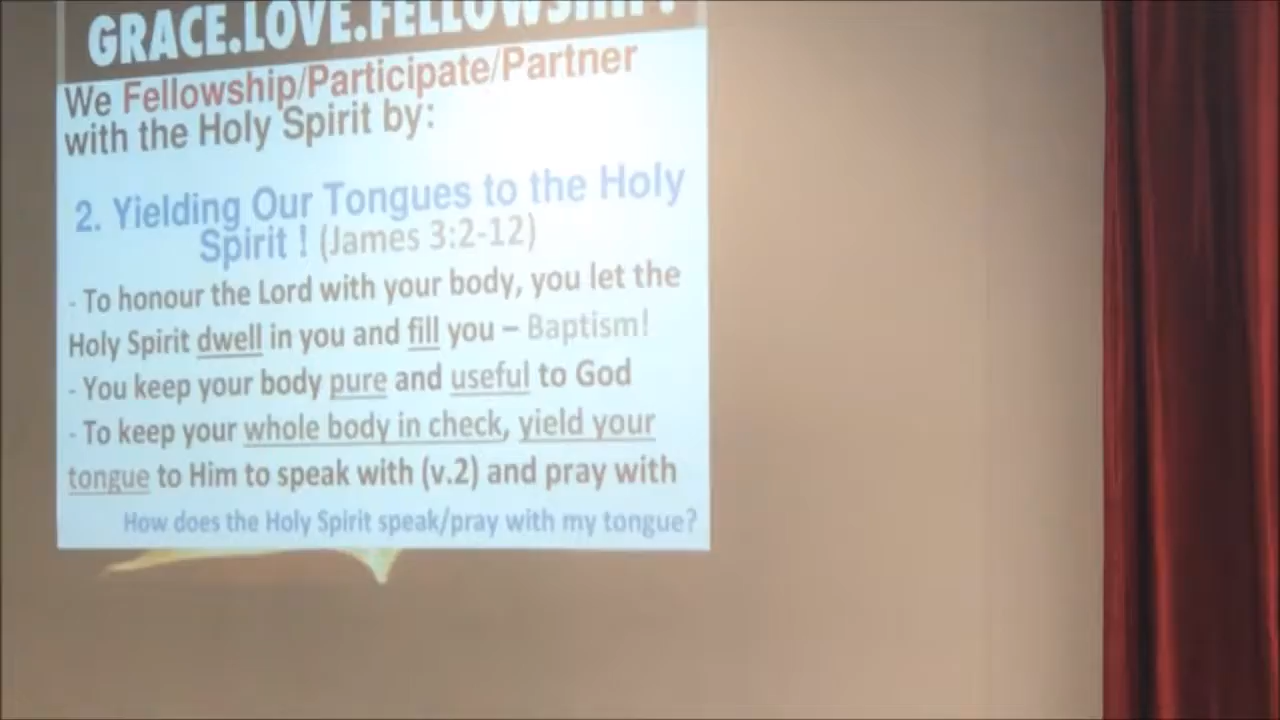 GRACE.LOVE.FELLOWSHIP.
We Fellowship/Participate/Partner
with the Holy Spirit by:
2. Yielding Our Tongues to the Holy
Spirit ! (James 3:2-12)
- To honour the Lord with your body, you let the
Holy Spirit dwell in you and fill you – Baptism!
- You keep your body pure and useful to God
- To keep your whole body in check, yield your
tongue to Him to speak with (v.2) and pray with
How does the Holy Spirit speak/pray with my tongue?